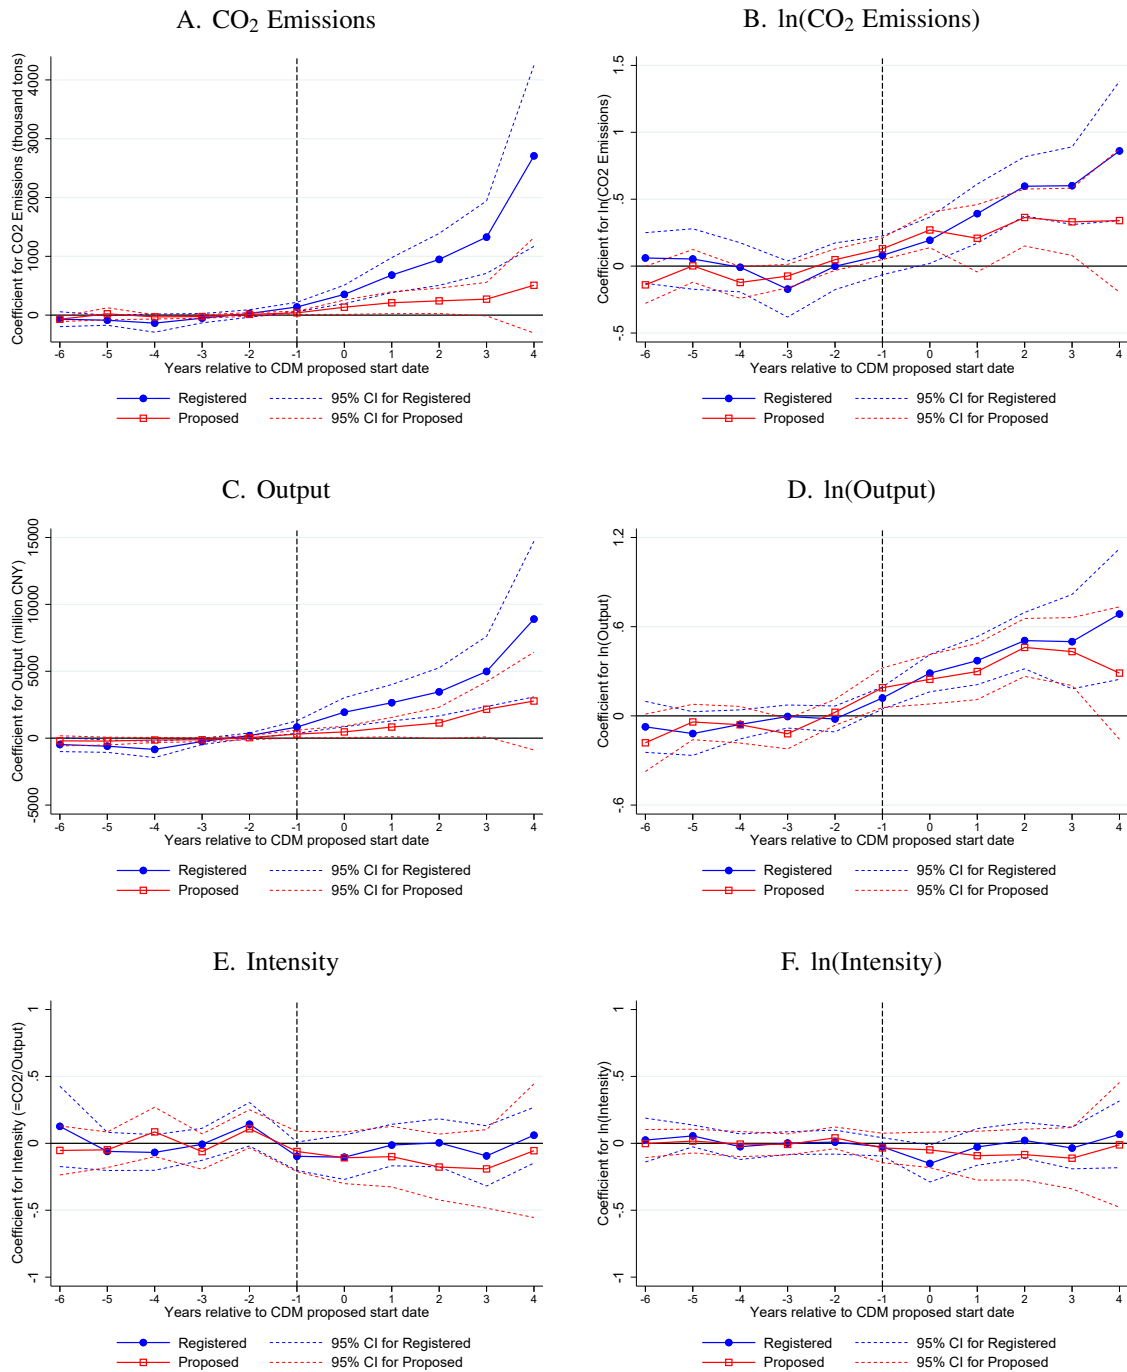 A. CO₂ Emissions
Coefficient for CO2 Emissions (thousand tons)
4000
3000
2000
1000
0
-6 -5 -4 -3 -2 -1 0 1 2 3 4
Years relative to CDM proposed start date
Registered 95% CI for Registered
Proposed 95% CI for Proposed
B. ln(CO₂ Emissions)
Coefficient for ln(CO2 Emissions)
1.5
1
.5
0
-.5
-6 -5 -4 -3 -2 -1 0 1 2 3 4
Years relative to CDM proposed start date
Registered 95% CI for Registered
Proposed 95% CI for Proposed
C. Output
Coefficient for Output (million CNY)
15000
10000
5000
0
-5000
-6 -5 -4 -3 -2 -1 0 1 2 3 4
Years relative to CDM proposed start date
Registered 95% CI for Registered
Proposed 95% CI for Proposed
D. ln(Output)
Coefficient for ln(Output)
1.2
.6
0
-.6
-6 -5 -4 -3 -2 -1 0 1 2 3 4
Years relative to CDM proposed start date
Registered 95% CI for Registered
Proposed 95% CI for Proposed
E. Intensity
Coefficient for Intensity (=CO2/Output)
1
.5
0
-.5
-1
-6 -5 -4 -3 -2 -1 0 1 2 3 4
Years relative to CDM proposed start date
Registered 95% CI for Registered
Proposed 95% CI for Proposed
F. ln(Intensity)
Coefficient for ln(Intensity)
1
.5
0
-.5
-1
-6 -5 -4 -3 -2 -1 0 1 2 3 4
Years relative to CDM proposed start date
Registered 95% CI for Registered
Proposed 95% CI for Proposed